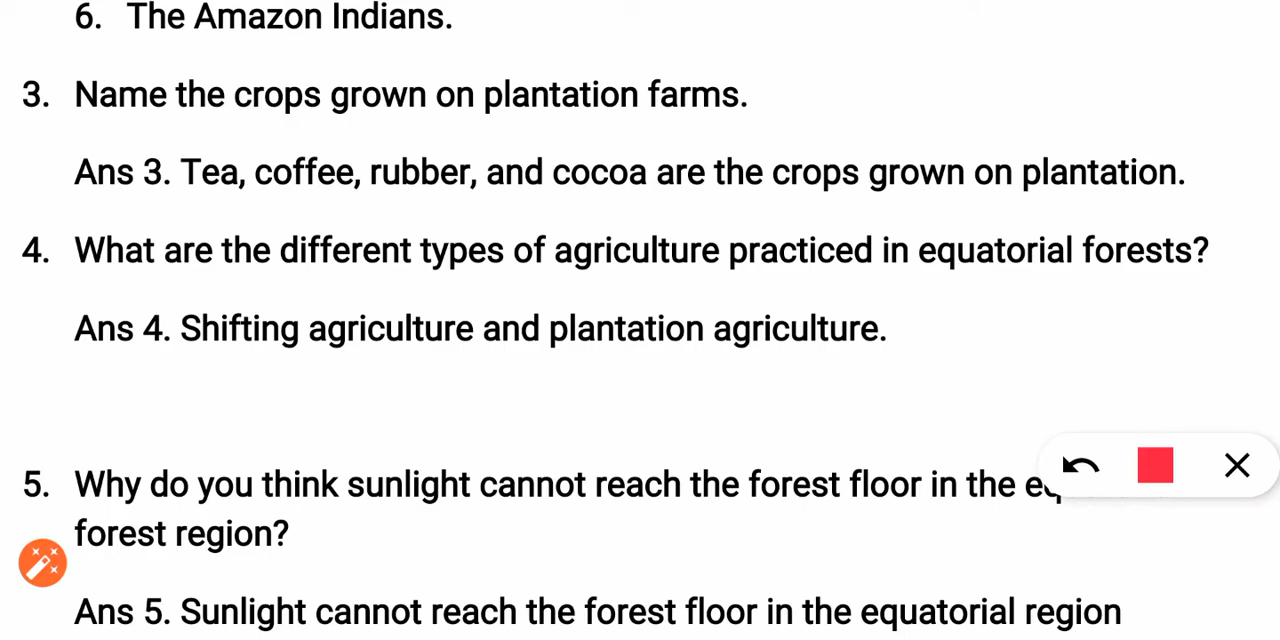 6. The Amazon Indians.
3. Name the crops grown on plantation farms.
Ans 3. Tea, coffee, rubber, and cocoa are the crops grown on plantation.
4. What are the different types of agriculture practiced in equatorial forests?
Ans 4. Shifting agriculture and plantation agriculture.
5. Why do you think sunlight cannot reach the forest floor in the
forest region?
Ans 5. Sunlight cannot reach the forest floor in the equatorial region